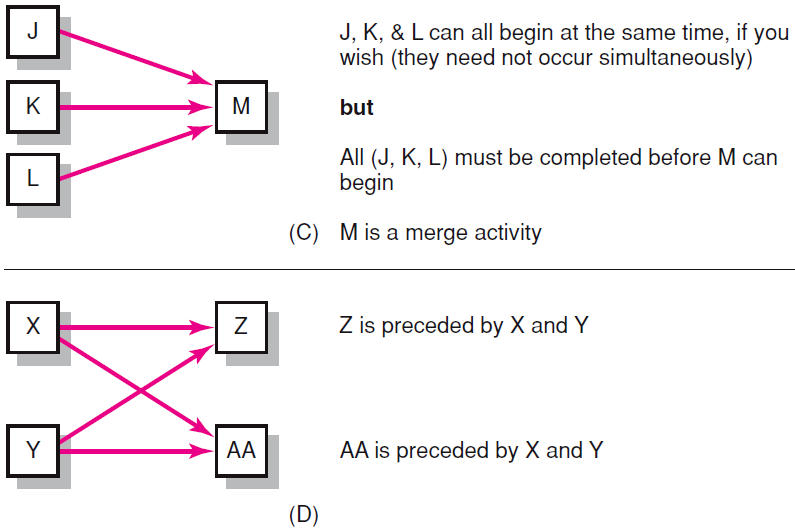 J
J, K, & L can all begin at the same time, if you
wish (they need not occur simultaneously)
K
M
but
L
All (J, K, L) must be completed before M can
begin
(C) M is a merge activity
X
Z
Z is preceded by X and Y
Y
AA
AA is preceded by X and Y
(D)